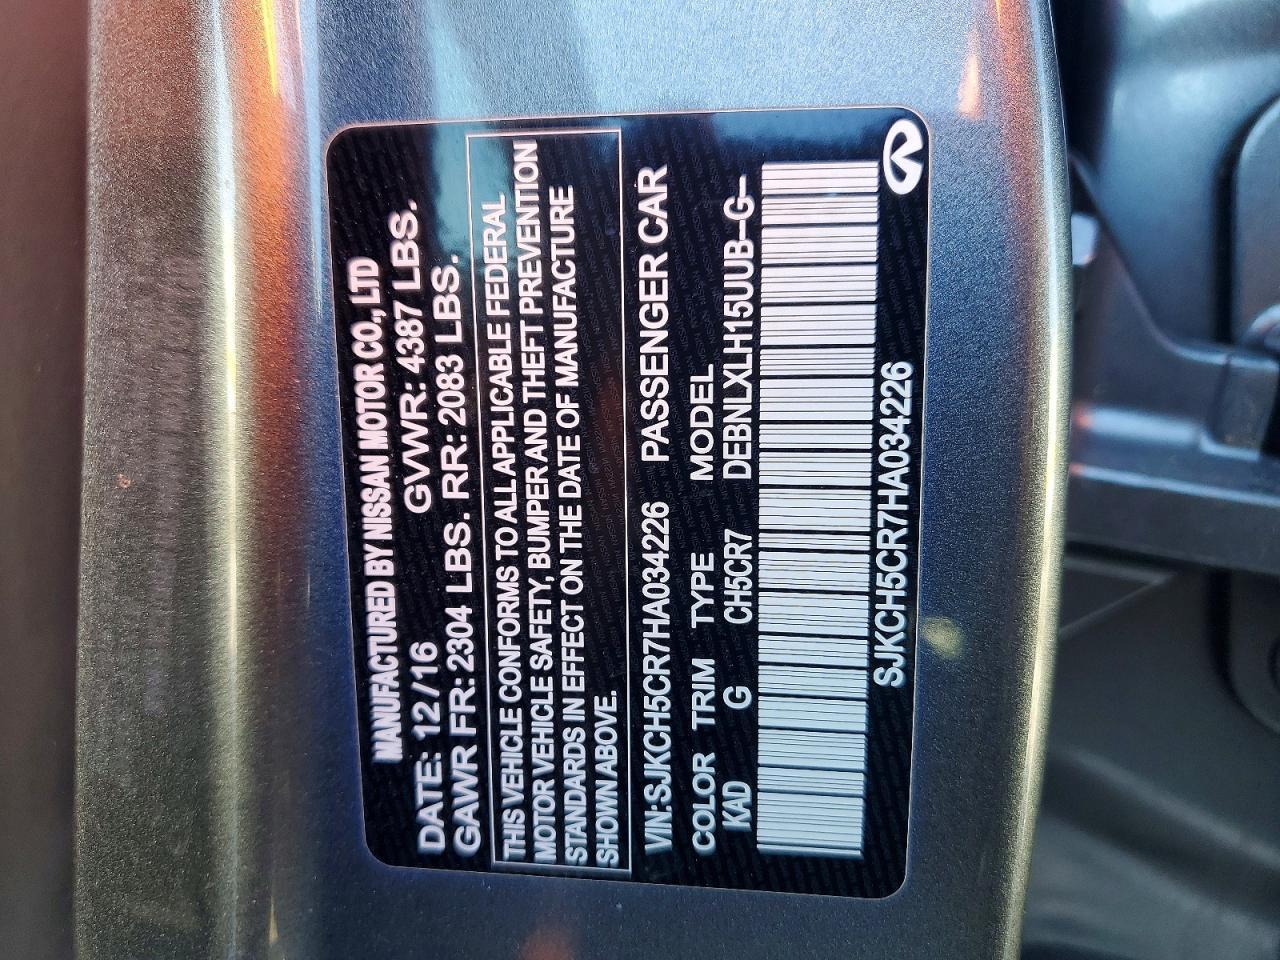 MANUFACTURED BY NISSAN MOTOR CO., LTD
DATE: 12/16 GVWR: 4387 LBS.
GAWR FR: 2304 LBS. RR: 2083 LBS.
THIS VEHICLE CONFORMS TO ALL APPLICABLE FEDERAL
MOTOR VEHICLE SAFETY, BUMPER AND THEFT PREVENTION
STANDARDS IN EFFECT ON THE DATE OF MANUFACTURE
SHOWN ABOVE.
VIN: SJKCH5CR7HA034226 PASSENGER CAR
COLOR TRIM TYPE MODEL
KAD G CH5CR7 DEBNLXLH15UUB-G-
SJKCH5CR7HA034226